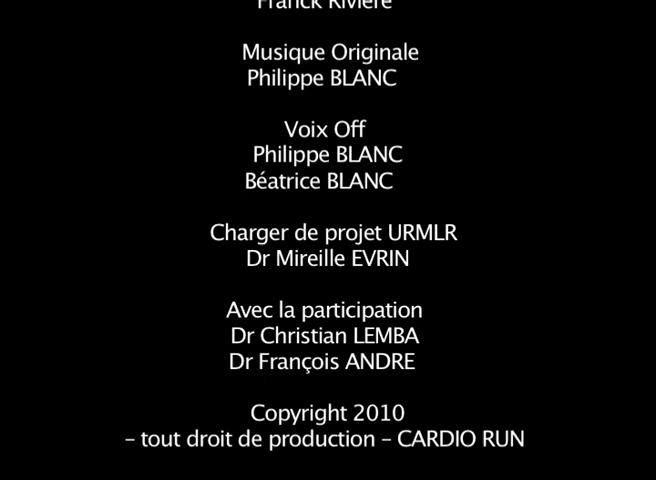 Franck Rivière
Musique Originale
Philippe BLANC
Voix Off
Philippe BLANC
Béatrice BLANC
Charger de projet URMLR
Dr Mireille EVRIN
Avec la participation
Dr Christian LEMBA
Dr François ANDRE
Copyright 2010
– tout droit de production – CARDIO RUN